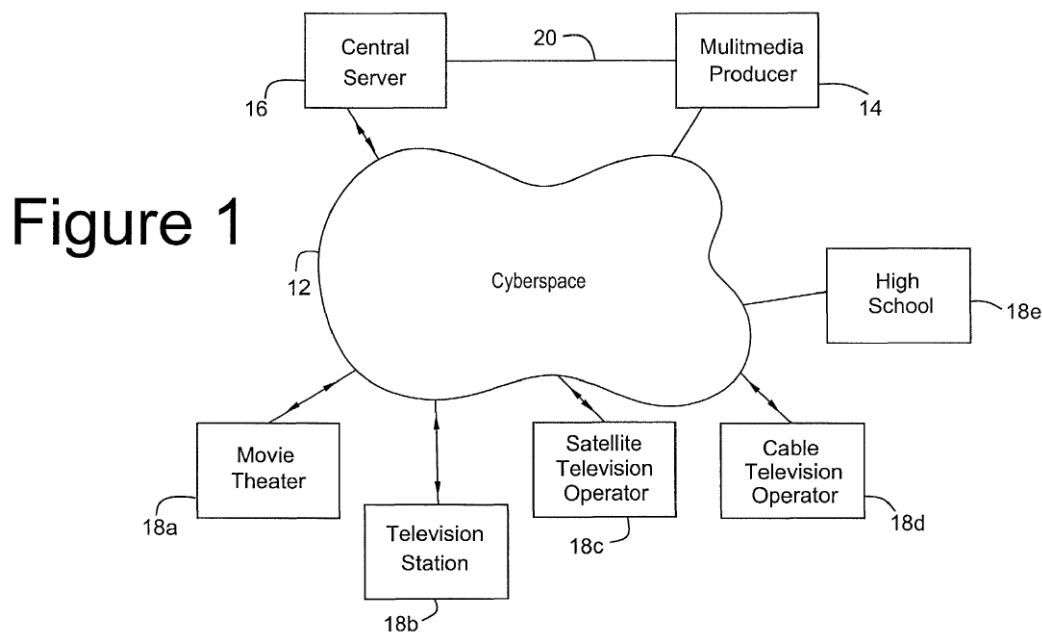 Central
Server
20
Mulitmedia
Producer
16
14
Figure 1
12
Cyberspace
High
School
18e
Movie
Theater
18a
Television
Station
18b
Satellite
Television
Operator
18c
Cable
Television
Operator
18d